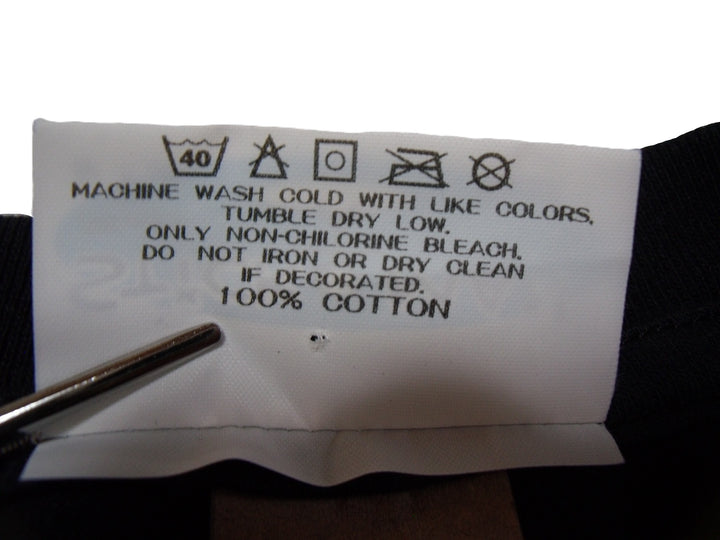 40
MACHINE WASH COLD WITH LIKE COLORS,
TUMBLE DRY LOW.
ONLY NON-CHILORINE BLEACH.
DO NOT IRON OR DRY CLEAN
IF DECORATED.
100% COTTON